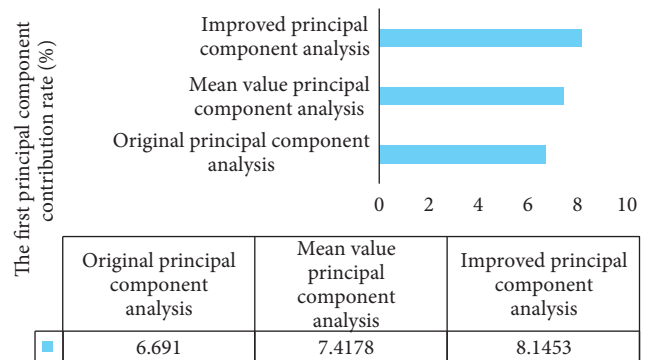 The first principal component
contribution rate (%)
Improved principal
component analysis
Mean value principal
component analysis
Original principal component
analysis
0 2 4 6 8 10
Original principal
component
analysis
Mean value
principal
component
analysis
Improved principal
component
analysis
6.691 7.4178 8.1453